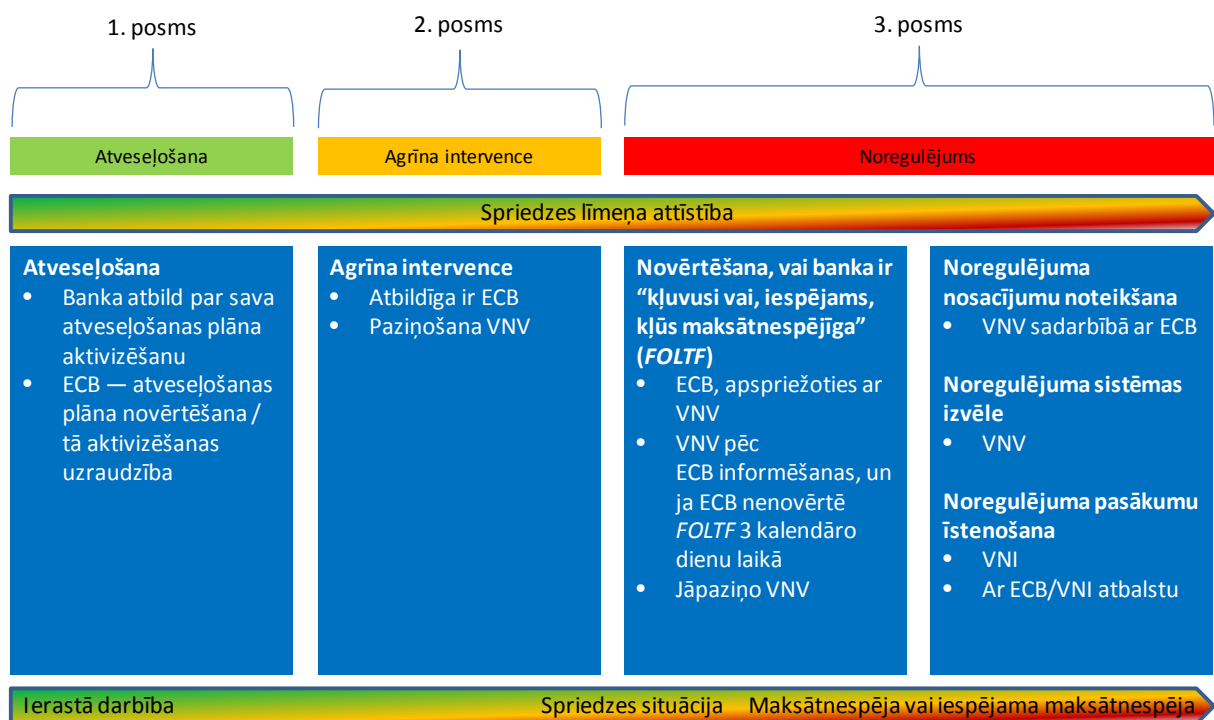 1. posms
2. posms
3. posms
Atveseļošana
Agrīna intervence
Noregulējums
Spriedzes līmeņa attīstība
Atveseļošana
• Banka atbild par sava
atveseļošanas plāna
aktivizēšanu
• ECB — atveseļošanas
plāna novērtēšana /
tā aktivizēšanas
uzraudzība
Agrīna intervence
• Atbildīga ir ECB
• Paziņošana VNV
Novērtēšana, vai banka ir
“kļuvusi vai, iespējams,
kļūs maksātnespējīga”
(FOLTF)
• ECB, apspriežoties ar
VNV
• VNV pēc
ECB informēšanas, un
ja ECB nenovērtē
FOLTF 3 kalendāro
dienu laikā
• Jāpaziņo VNV
Noregulējuma
nosacījumu noteikšana
• VNV sadarbībā ar ECB
Noregulējuma sistēmas
izvēle
• VNV
Noregulējuma pasākumu
īstenošana
• VNI
• Ar ECB/VNI atbalstu
Ierastā darbība
Spriedzes situācija
Maksātnespēja vai iespējama maksātnespēja